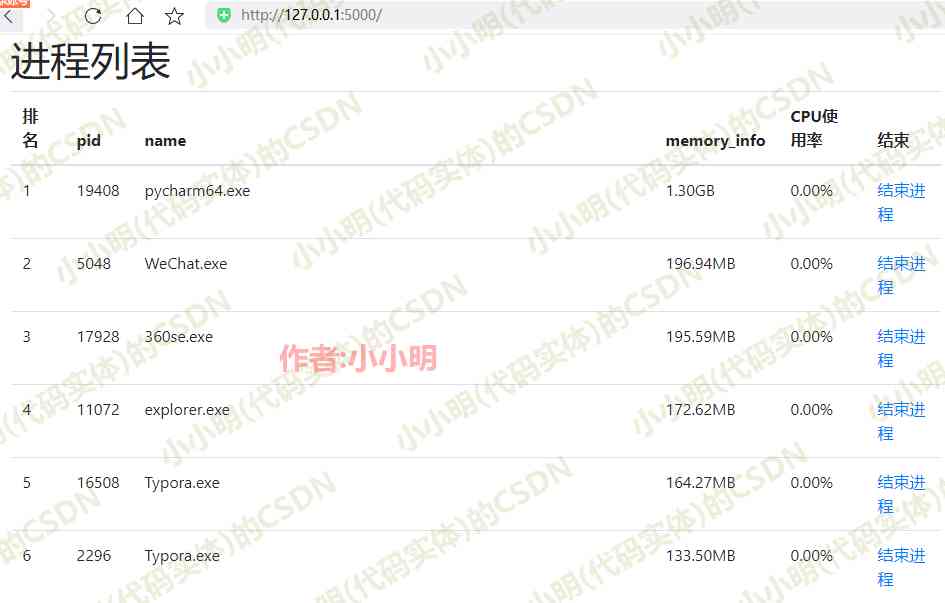 http://127.0.0.1:5000/
进程列表
排名 pid name memory_info CPU使用率 结束
1 19408 pycharm64.exe 1.30GB 0.00% 结束进程
2 5048 WeChat.exe 196.94MB 0.00% 结束进程
3 17928 360se.exe 195.59MB 0.00% 结束进程
作者:小小明
4 11072 explorer.exe 172.62MB 0.00% 结束进程
5 16508 Typora.exe 164.27MB 0.00% 结束进程
6 2296 Typora.exe 133.50MB 0.00% 结束进程
小小明(代码实体)的CSDN